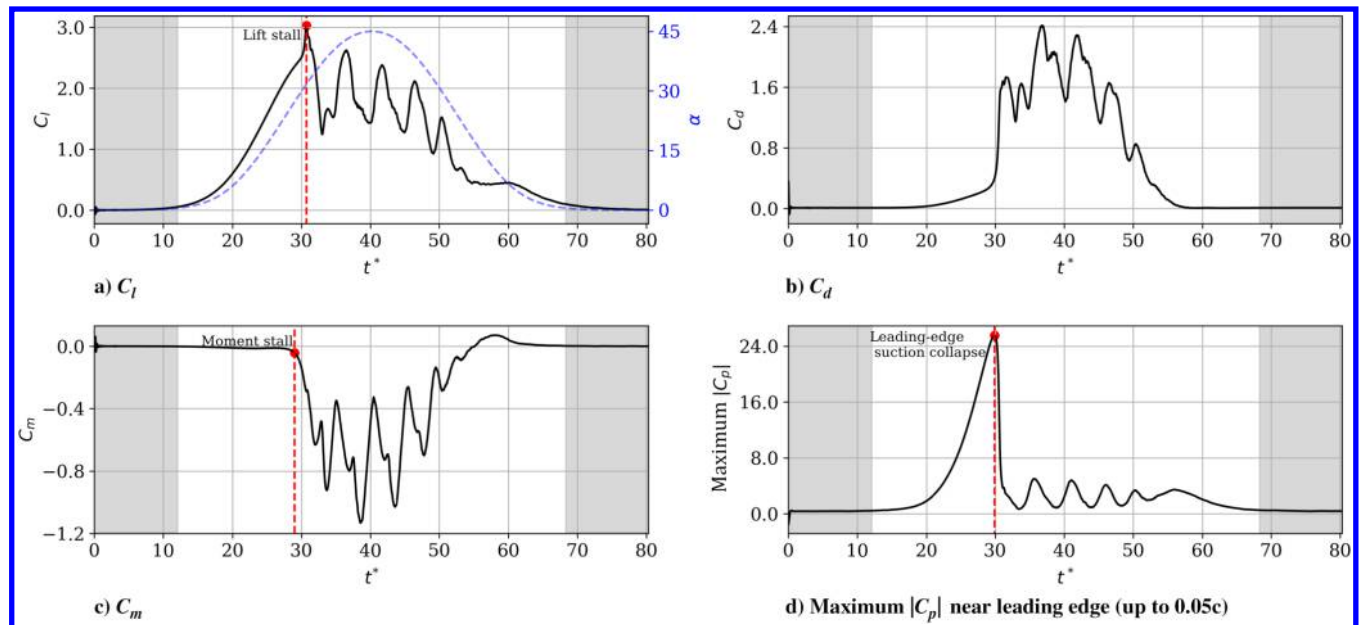 3.0
2.0
1.0
0.0
C_l
Lift stall
45
30
15
0
α
0 10 20 30 40 50 60 70 80
t*
a) C_l
2.4
1.6
0.8
0.0
C_d
0 10 20 30 40 50 60 70 80
t*
b) C_d
0.0
−0.4
−0.8
−1.2
C_m
Moment stall
0 10 20 30 40 50 60 70 80
t*
c) C_m
24.0
16.0
8.0
0.0
Maximum |C_p|
Leading-edge
suction collapse
0 10 20 30 40 50 60 70 80
t*
d) Maximum |C_p| near leading edge (up to 0.05c)